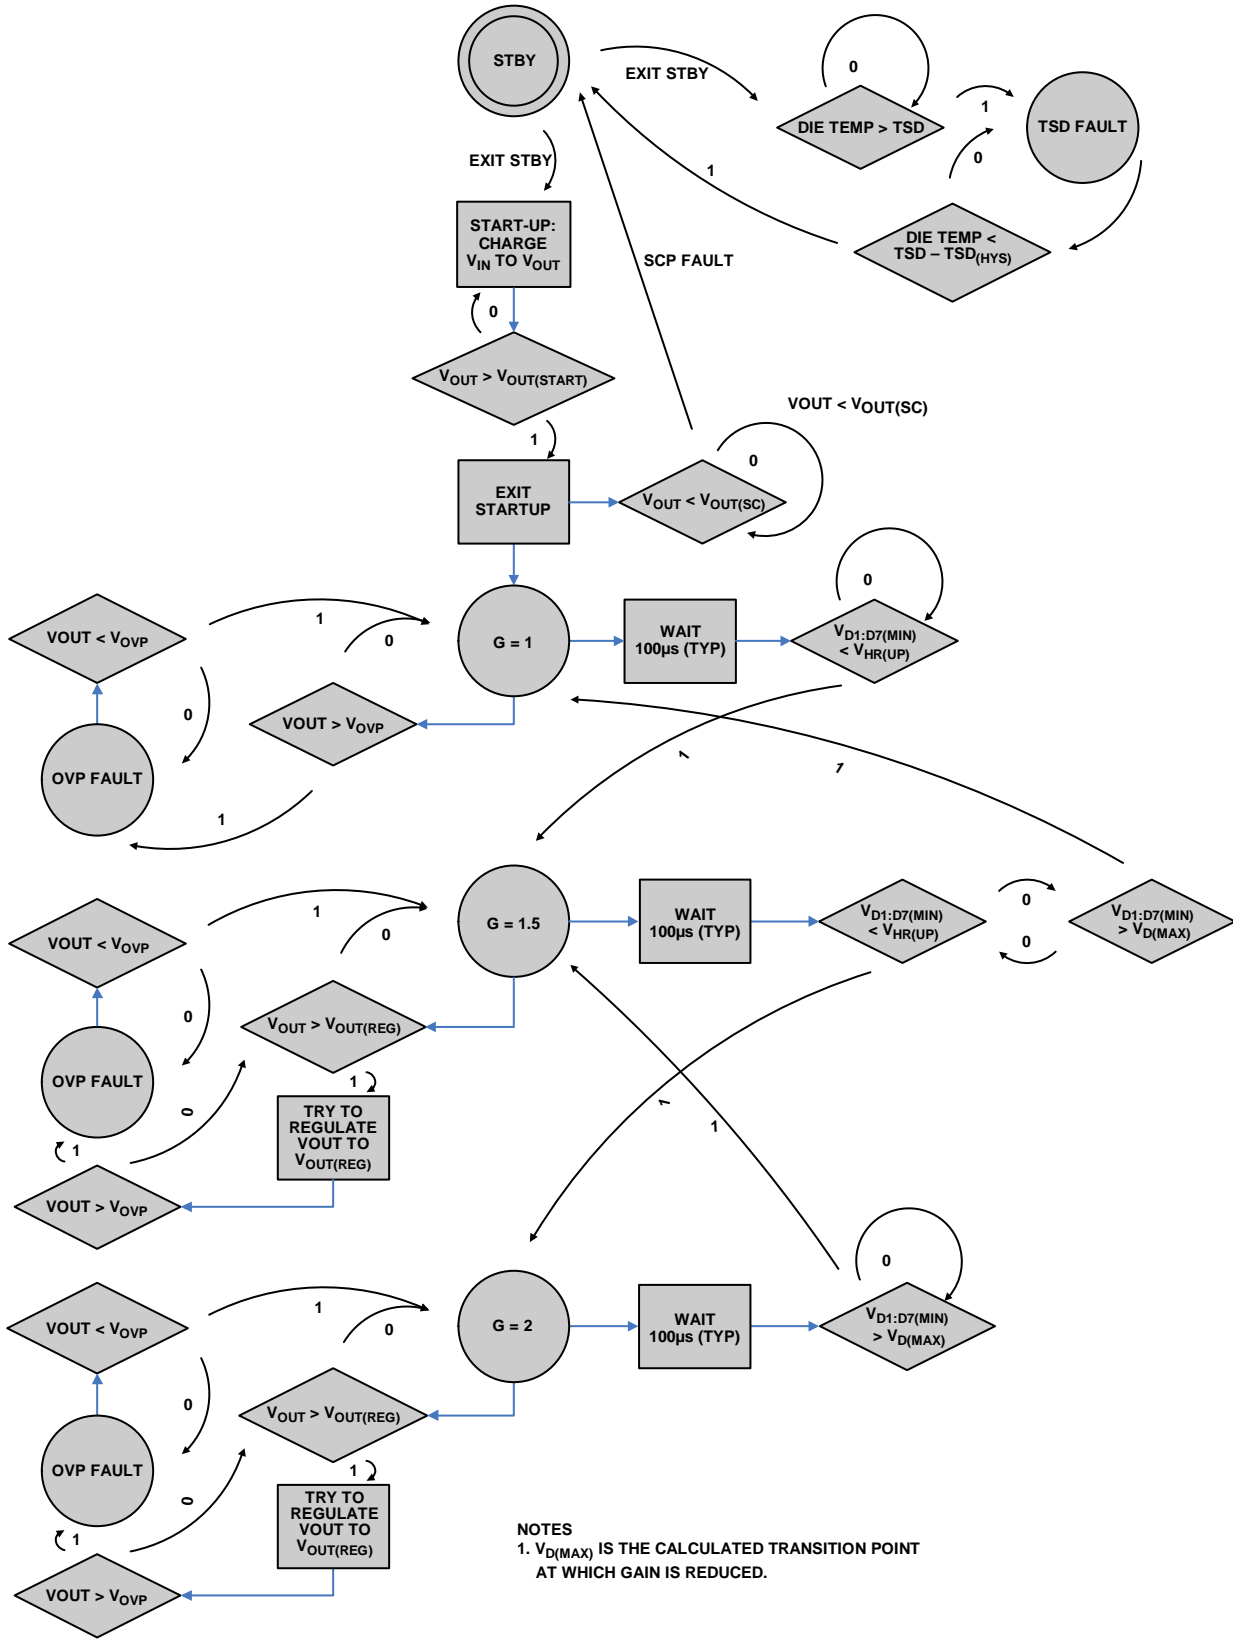 STBY
EXIT STBY
0
DIE TEMP > TSD
1
TSD FAULT
0
EXIT STBY
1
DIE TEMP <
TSD – TSD(HYS)
START-UP:
CHARGE
VIN TO VOUT
SCP FAULT
0
VOUT > VOUT(START)
1
VOUT < VOUT(SC)
0
EXIT
STARTUP
VOUT < VOUT(SC)
0
VOUT < VOVP
1
0
G = 1
WAIT
100µs (TYP)
VD1:D7(MIN)
< VHR(UP)
0
VOUT > VOVP
OVP FAULT
1
1
1
VOUT < VOVP
1
0
G = 1.5
WAIT
100µs (TYP)
VD1:D7(MIN)
< VHR(UP)
0
0
VD1:D7(MIN)
> VD(MAX)
0
VOUT > VOUT(REG)
OVP FAULT
0
1
TRY TO
REGULATE
VOUT TO
VOUT(REG)
1
1
1
VOUT > VOVP
0
VOUT < VOVP
1
0
G = 2
WAIT
100µs (TYP)
VD1:D7(MIN)
> VD(MAX)
0
VOUT > VOUT(REG)
OVP FAULT
0
1
TRY TO
REGULATE
VOUT TO
VOUT(REG)
1
VOUT > VOVP
NOTES
1. VD(MAX) IS THE CALCULATED TRANSITION POINT
AT WHICH GAIN IS REDUCED.